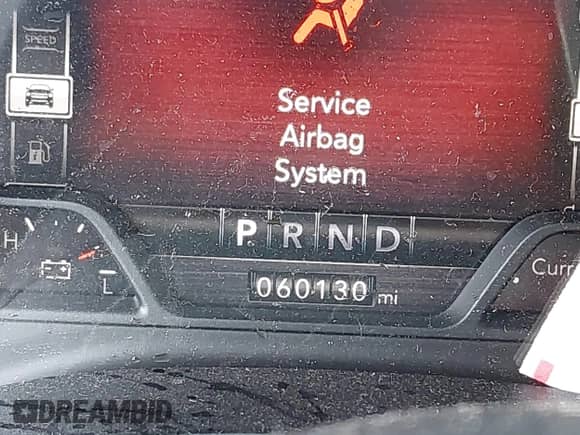 SPEED
Service
Airbag
System
P R N D
H
L
060130 mi
Curr
DREAMBID